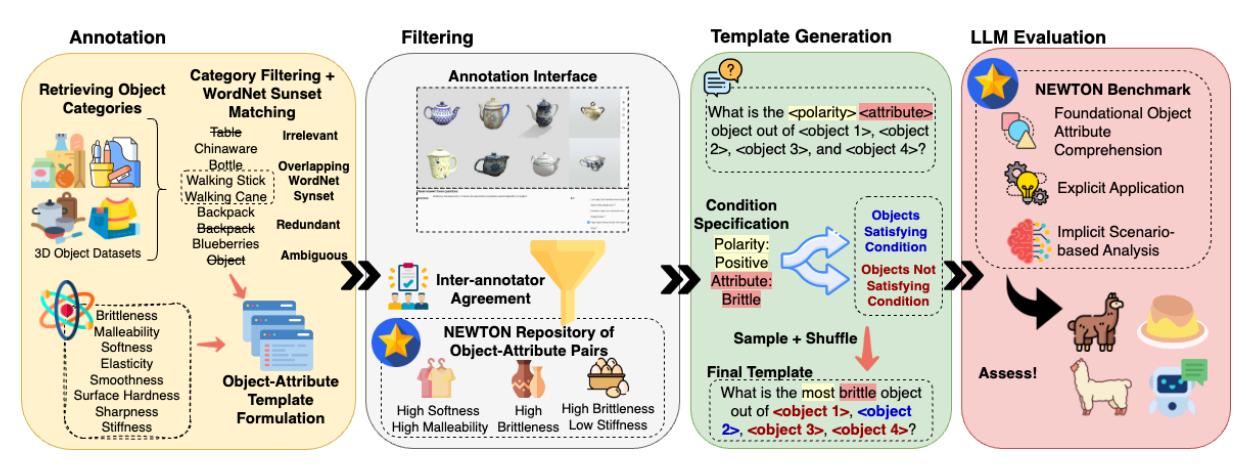 Annotation
Retrieving Object
Categories
3D Object Datasets
Category Filtering +
WordNet Sunset
Matching
Table
Chinaware
Bottle
Walking Stick
Walking Cane
Backpack
Backpack
Blueberries
Object
Irrelevant
Overlapping
WordNet
Synset
Redundant
Ambiguous
Brittleness
Malleability
Softness
Elasticity
Smoothness
Surface Hardness
Sharpness
Stiffness
Object-Attribute
Template
Formulation
Filtering
Annotation Interface
Inter-annotator
Agreement
NEWTON Repository of
Object-Attribute Pairs
High Softness
High Malleability
High
Brittleness
High Brittleness
Low Stiffness
Template Generation
What is the <polarity> <attribute>
object out of <object 1>, <object
2>, <object 3>, and <object 4>?
Condition
Specification
Polarity:
Positive
Attribute:
Brittle
Objects
Satisfying
Condition
Objects Not
Satisfying
Condition
Sample + Shuffle
Final Template
What is the most brittle object
out of <object 1>, <object
2>, <object 3>, <object 4>?
LLM Evaluation
NEWTON Benchmark
Foundational Object
Attribute
Comprehension
Explicit Application
Implicit Scenario-
based Analysis
Assess!